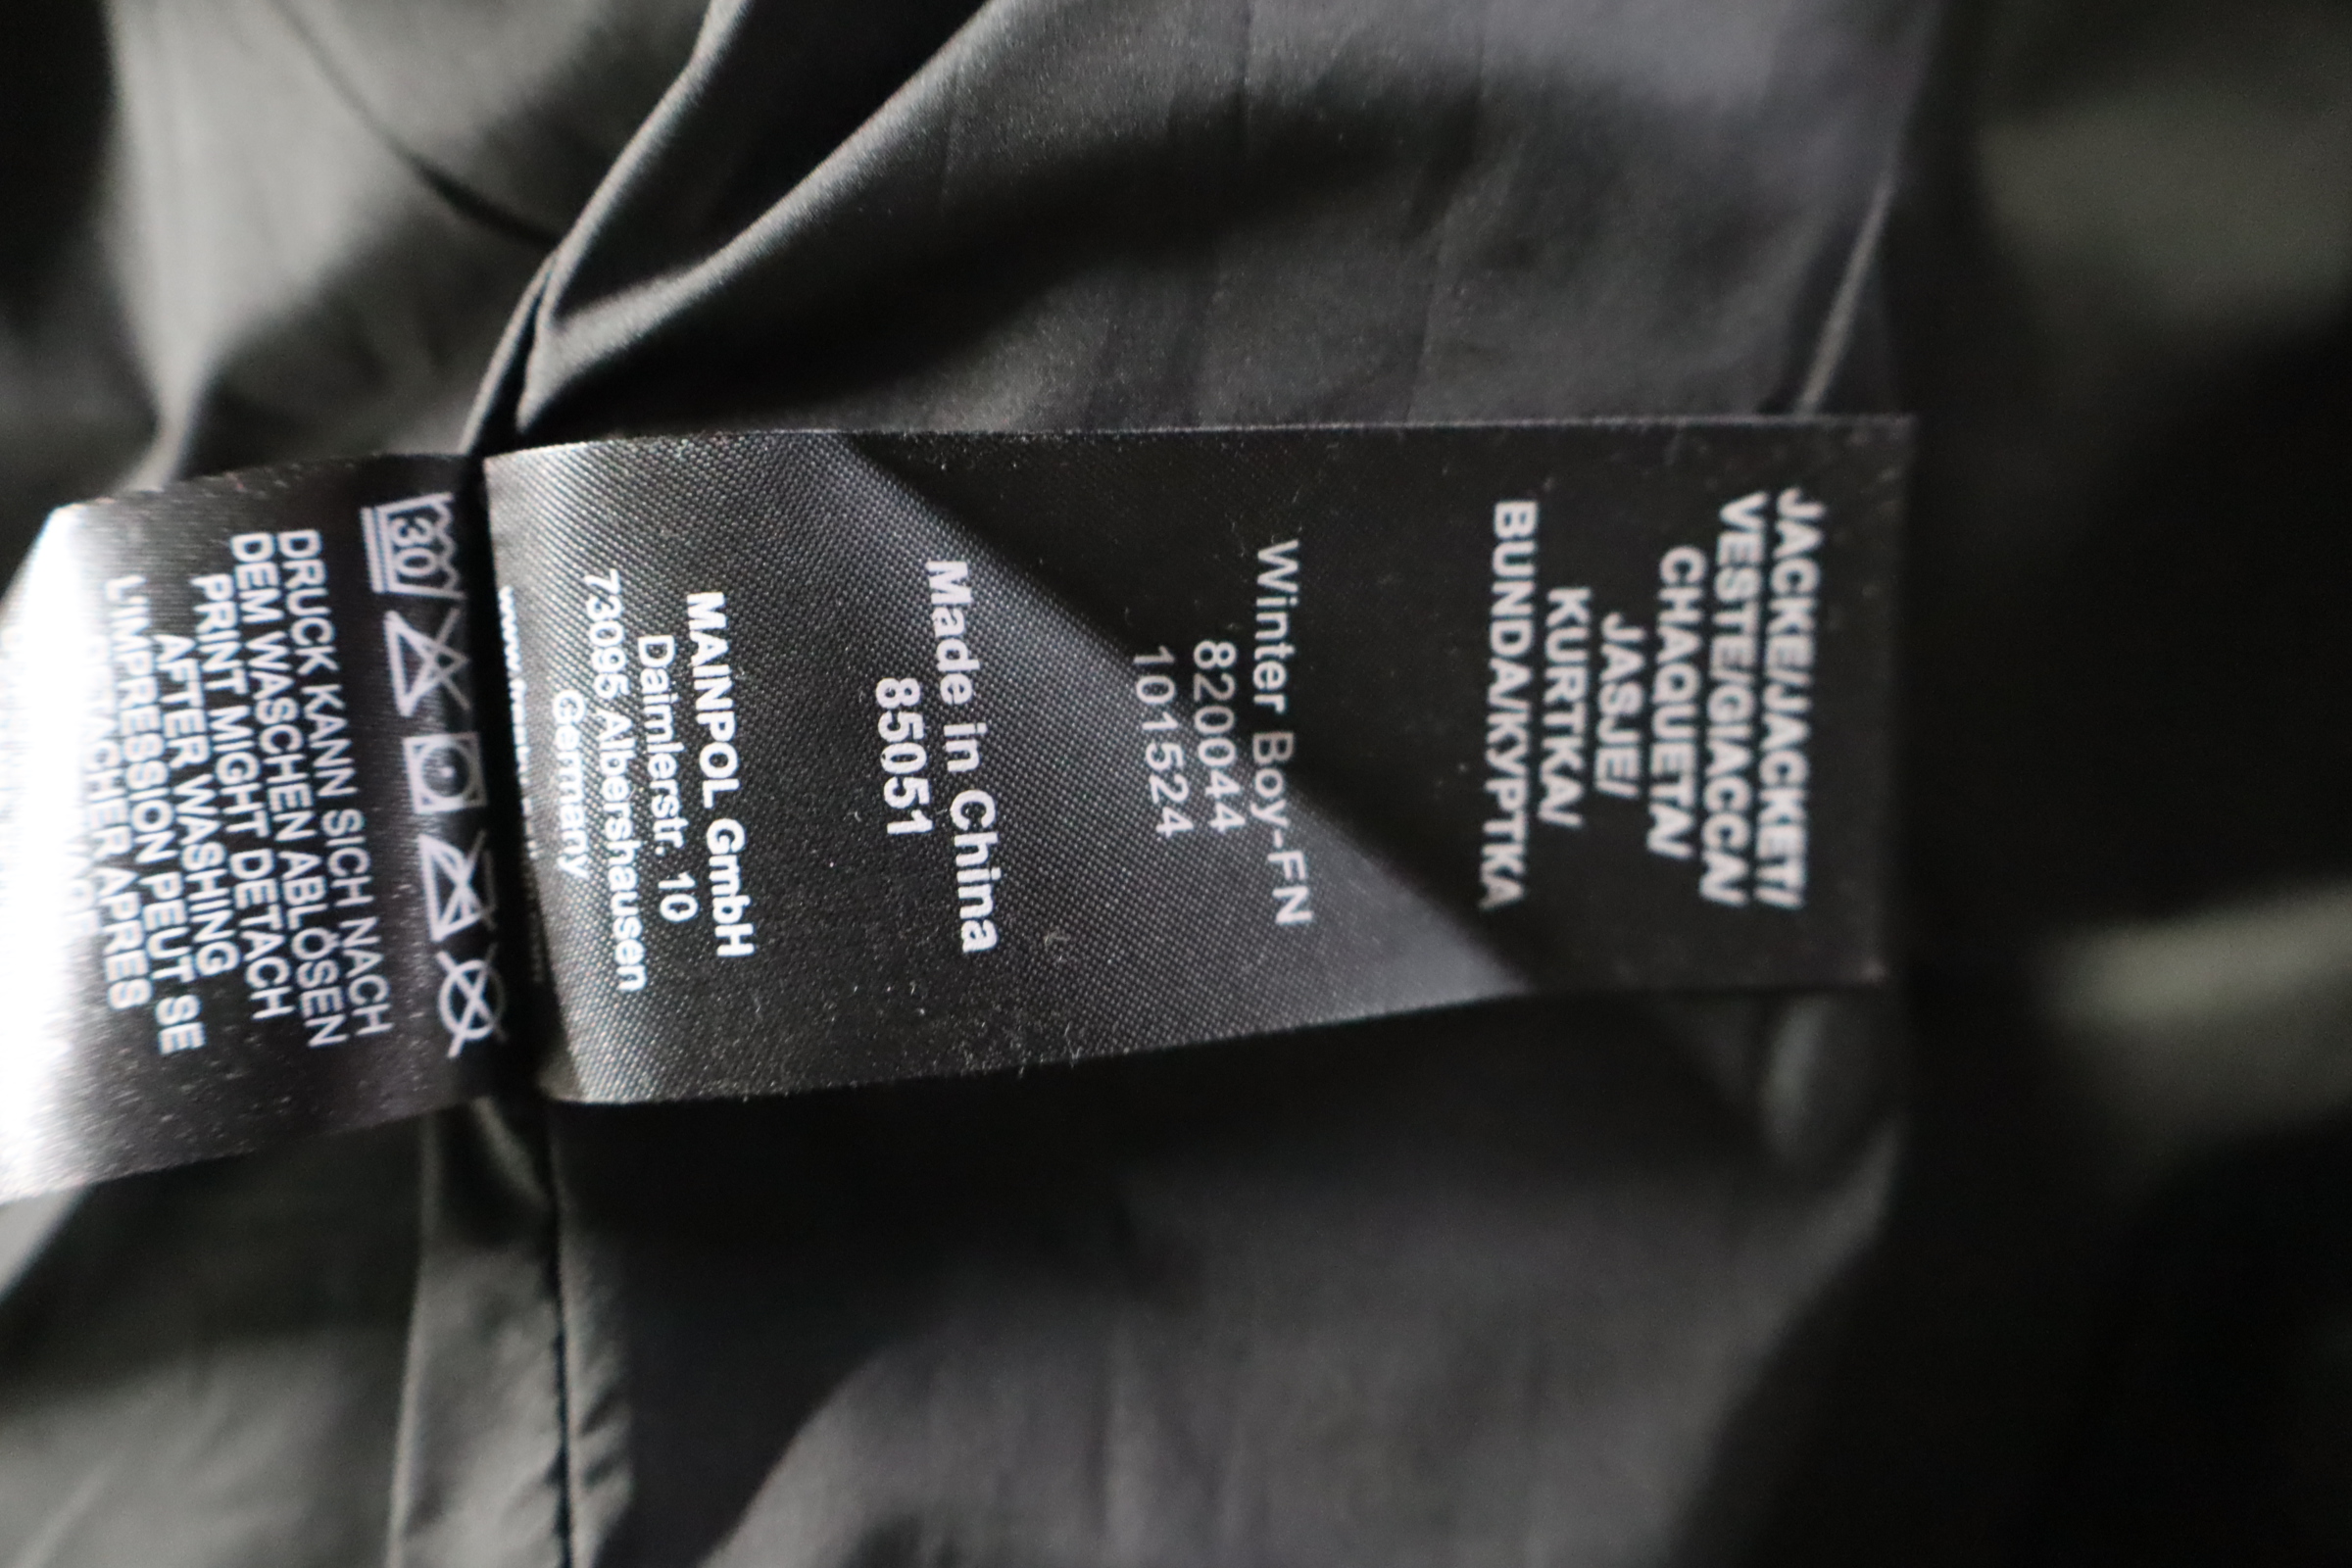 JACKE/JACKET/
VESTE/GIACCA/
CHAQUETA/
JASJE/
KURTKA/
BUNDA/КУРТКА
Winter Boy-FN
820044
101524
Made in China
85051
MAINPOL GmbH
Daimlerstr. 10
73095 Albershausen
Germany
30
DRUCK KANN SICH NACH
DEM WASCHEN ABLÖSEN
PRINT MIGHT DETACH
AFTER WASHING
L'IMPRESSION PEUT SE
APRES